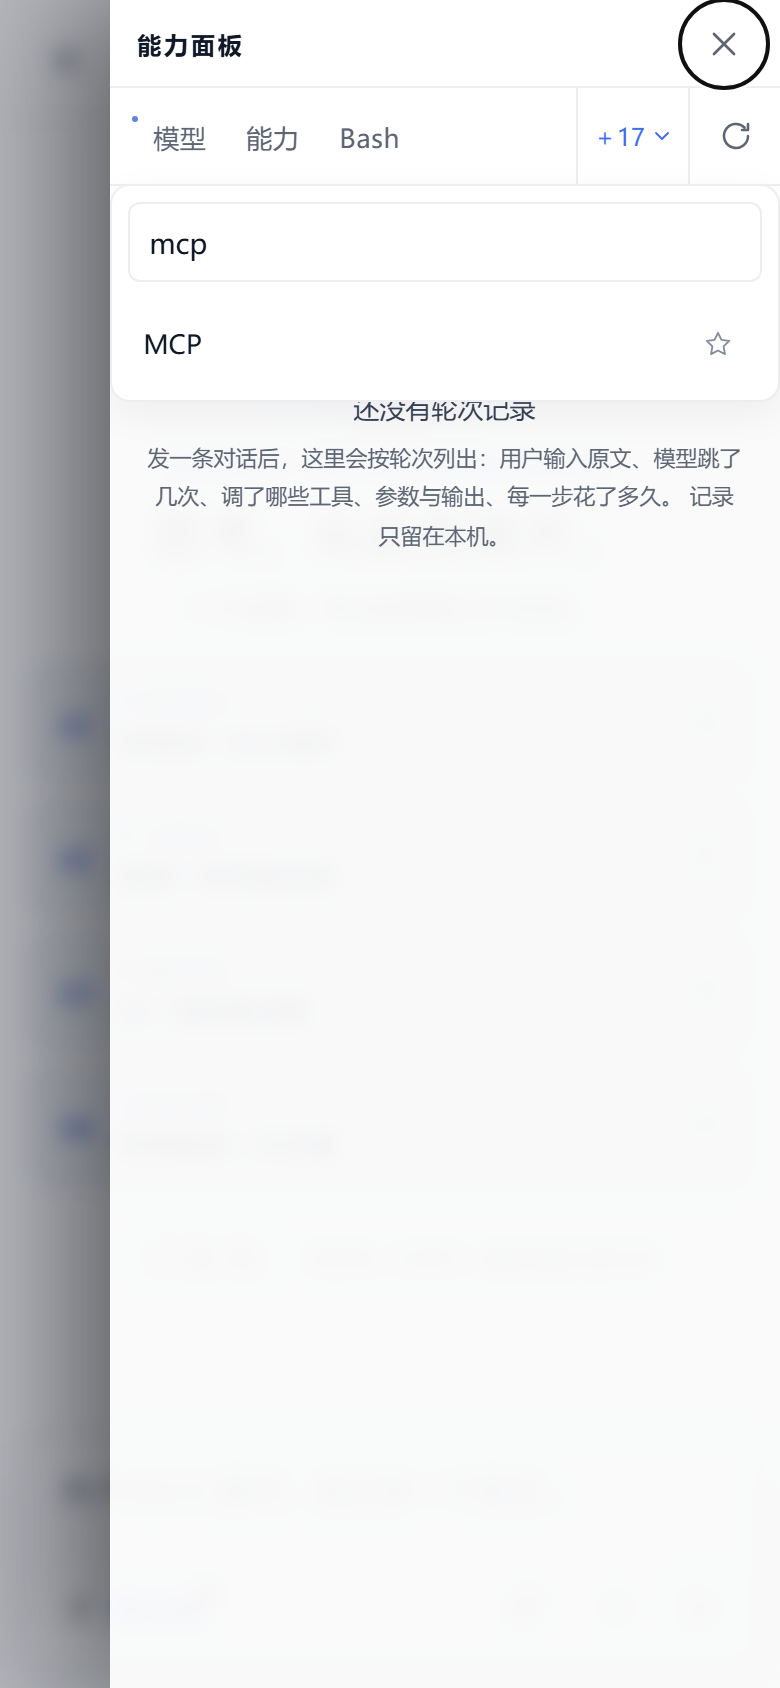 能力面板
模型 能力 Bash +17
mcp
MCP
还没有轮次记录
发一条对话后，这里会按轮次列出：用户输入原文、模型跳了
几次、调了哪些工具、参数与输出、每一步花了多久。 记录
只留在本机。